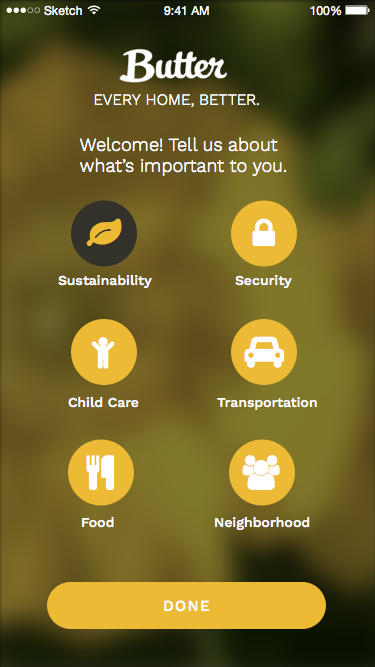 Sketch 9:41 AM 100%
Butter
EVERY HOME, BETTER.
Welcome! Tell us about
what’s important to you.
Sustainability Security
Child Care Transportation
Food Neighborhood
DONE